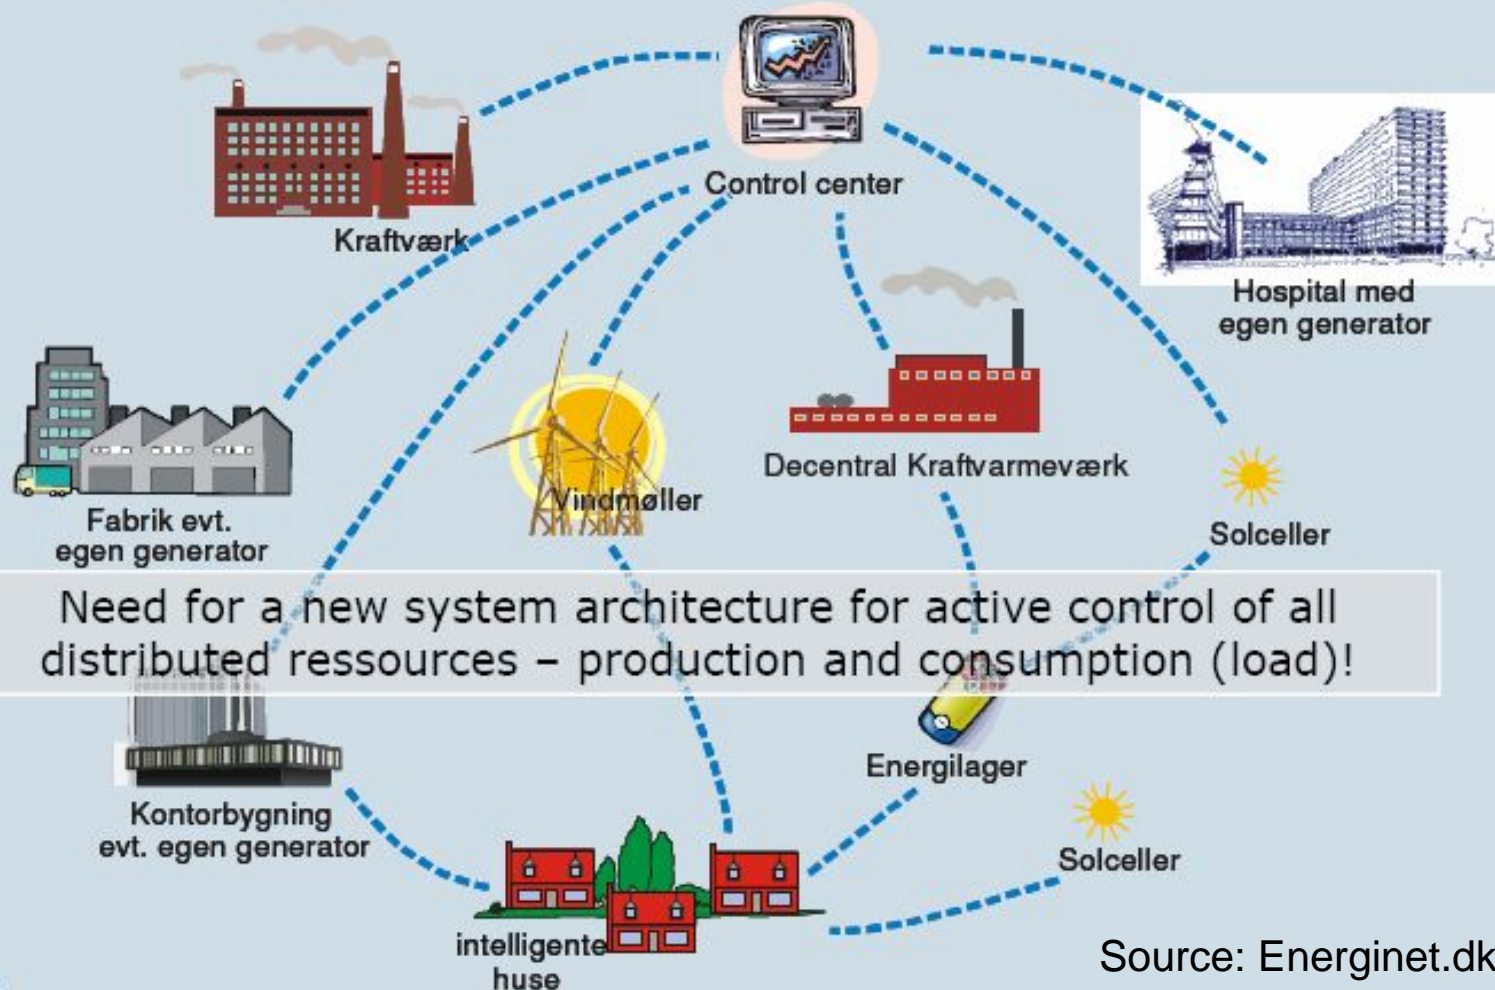 Control center
Kraftværk
Hospital med
egen generator
Decentral Kraftvarmeværk
Vindmøller
Fabrik evt.
egen generator
Solceller
Need for a new system architecture for active control of all
distributed ressources – production and consumption (load)!
Energilager
Kontorbygning
evt. egen generator
Solceller
intelligente
huse
Source: Energinet.dk